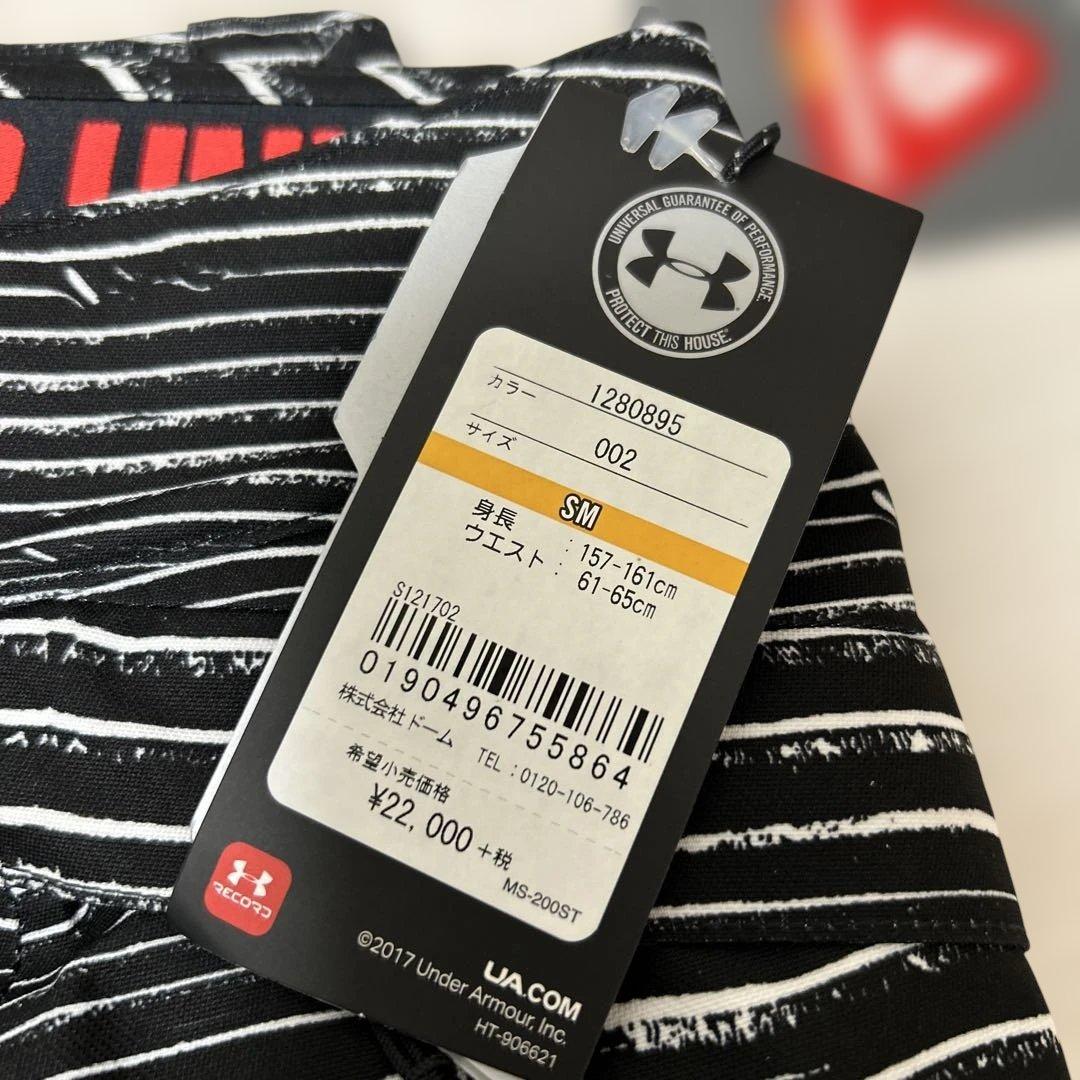 UNIVERSAL GUARANTEE OF PERFORMANCE.
PROTECT THIS HOUSE.®
1280895
カラー
002
サイズ
SM
身長 : 157-161cm
ウエスト : 61-65cm
S121702
0190496755864
株式会社ドーム TEL:0120-106-786
希望小売価格
¥22,000+税
MS-200ST
RECORD
UA.COM
©2017 Under Armour, Inc.
HT-906621